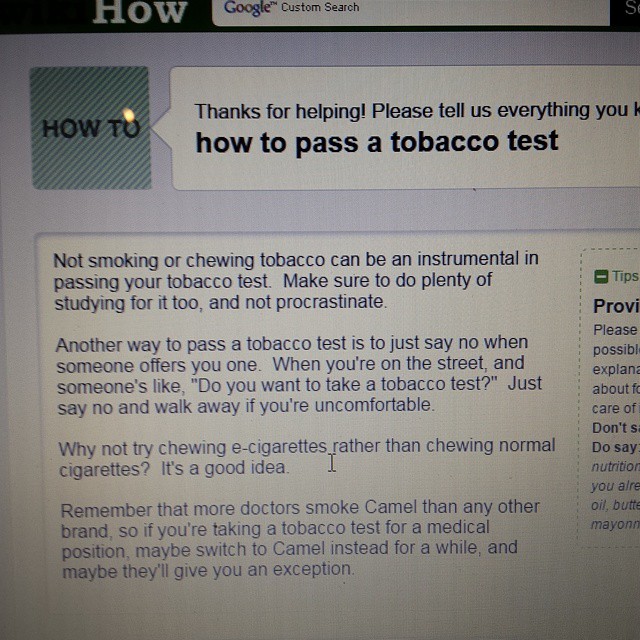 How
Google™ Custom Search
HOW TO
Thanks for helping! Please tell us everything you
how to pass a tobacco test
Not smoking or chewing tobacco can be an instrumental in
passing your tobacco test. Make sure to do plenty of
studying for it too, and not procrastinate.
Another way to pass a tobacco test is to just say no when
someone offers you one. When you're on the street, and
someone's like, "Do you want to take a tobacco test?" Just
say no and walk away if you're uncomfortable.
Why not try chewing e-cigarettes rather than chewing normal
cigarettes? It's a good idea.
Remember that more doctors smoke Camel than any other
brand, so if you're taking a tobacco test for a medical
position, maybe switch to Camel instead for a while, and
maybe they'll give you an exception.
Tips
Provi
Please
possibl
explana
about fo
care of
Don't sa
Do say:
nutrition
you alre
oil, butte
mayonn